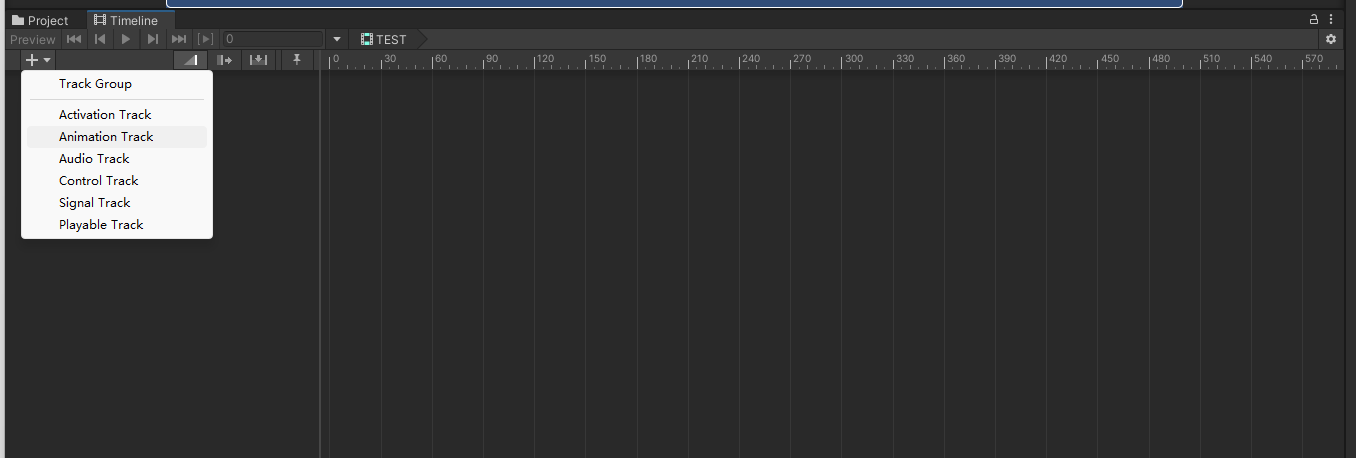 Project Timeline
Preview 0 TEST
0 30 60 90 120 150 180 210 240 270 300 330 360 390 420 450 480 510 540 570
Track Group
Activation Track
Animation Track
Audio Track
Control Track
Signal Track
Playable Track